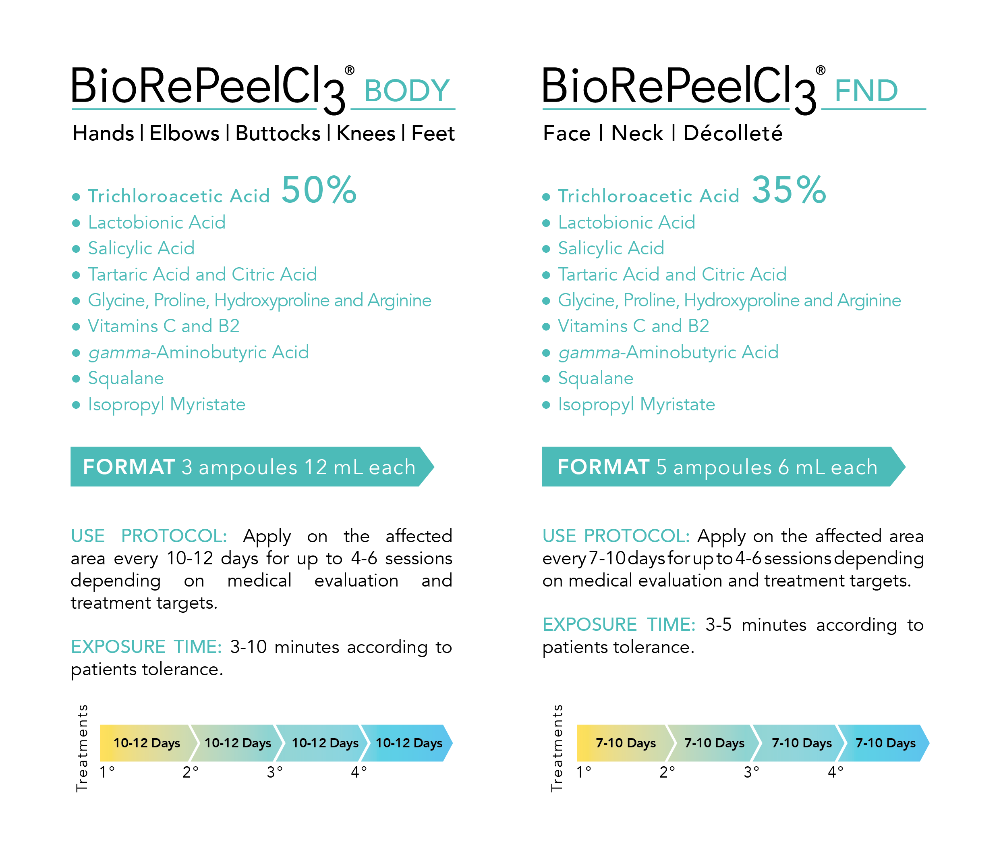 BioRePeelCl3® BODY
Hands | Elbows | Buttocks | Knees | Feet
• Trichloroacetic Acid 50%
• Lactobionic Acid
• Salicylic Acid
• Tartaric Acid and Citric Acid
• Glycine, Proline, Hydroxyproline and Arginine
• Vitamins C and B2
• gamma-Aminobutyric Acid
• Squalane
• Isopropyl Myristate
FORMAT 3 ampoules 12 mL each
USE PROTOCOL: Apply on the affected
area every 10-12 days for up to 4-6 sessions
depending on medical evaluation and
treatment targets.
EXPOSURE TIME: 3-10 minutes according to
patients tolerance.
Treatments
10-12 Days 10-12 Days 10-12 Days 10-12 Days
1° 2° 3° 4°
BioRePeelCl3® FND
Face | Neck | Décolleté
• Trichloroacetic Acid 35%
• Lactobionic Acid
• Salicylic Acid
• Tartaric Acid and Citric Acid
• Glycine, Proline, Hydroxyproline and Arginine
• Vitamins C and B2
• gamma-Aminobutyric Acid
• Squalane
• Isopropyl Myristate
FORMAT 5 ampoules 6 mL each
USE PROTOCOL: Apply on the affected area
every 7-10 days for up to 4-6 sessions depending
on medical evaluation and treatment targets.
EXPOSURE TIME: 3-5 minutes according to
patients tolerance.
Treatments
7-10 Days 7-10 Days 7-10 Days 7-10 Days
1° 2° 3° 4°